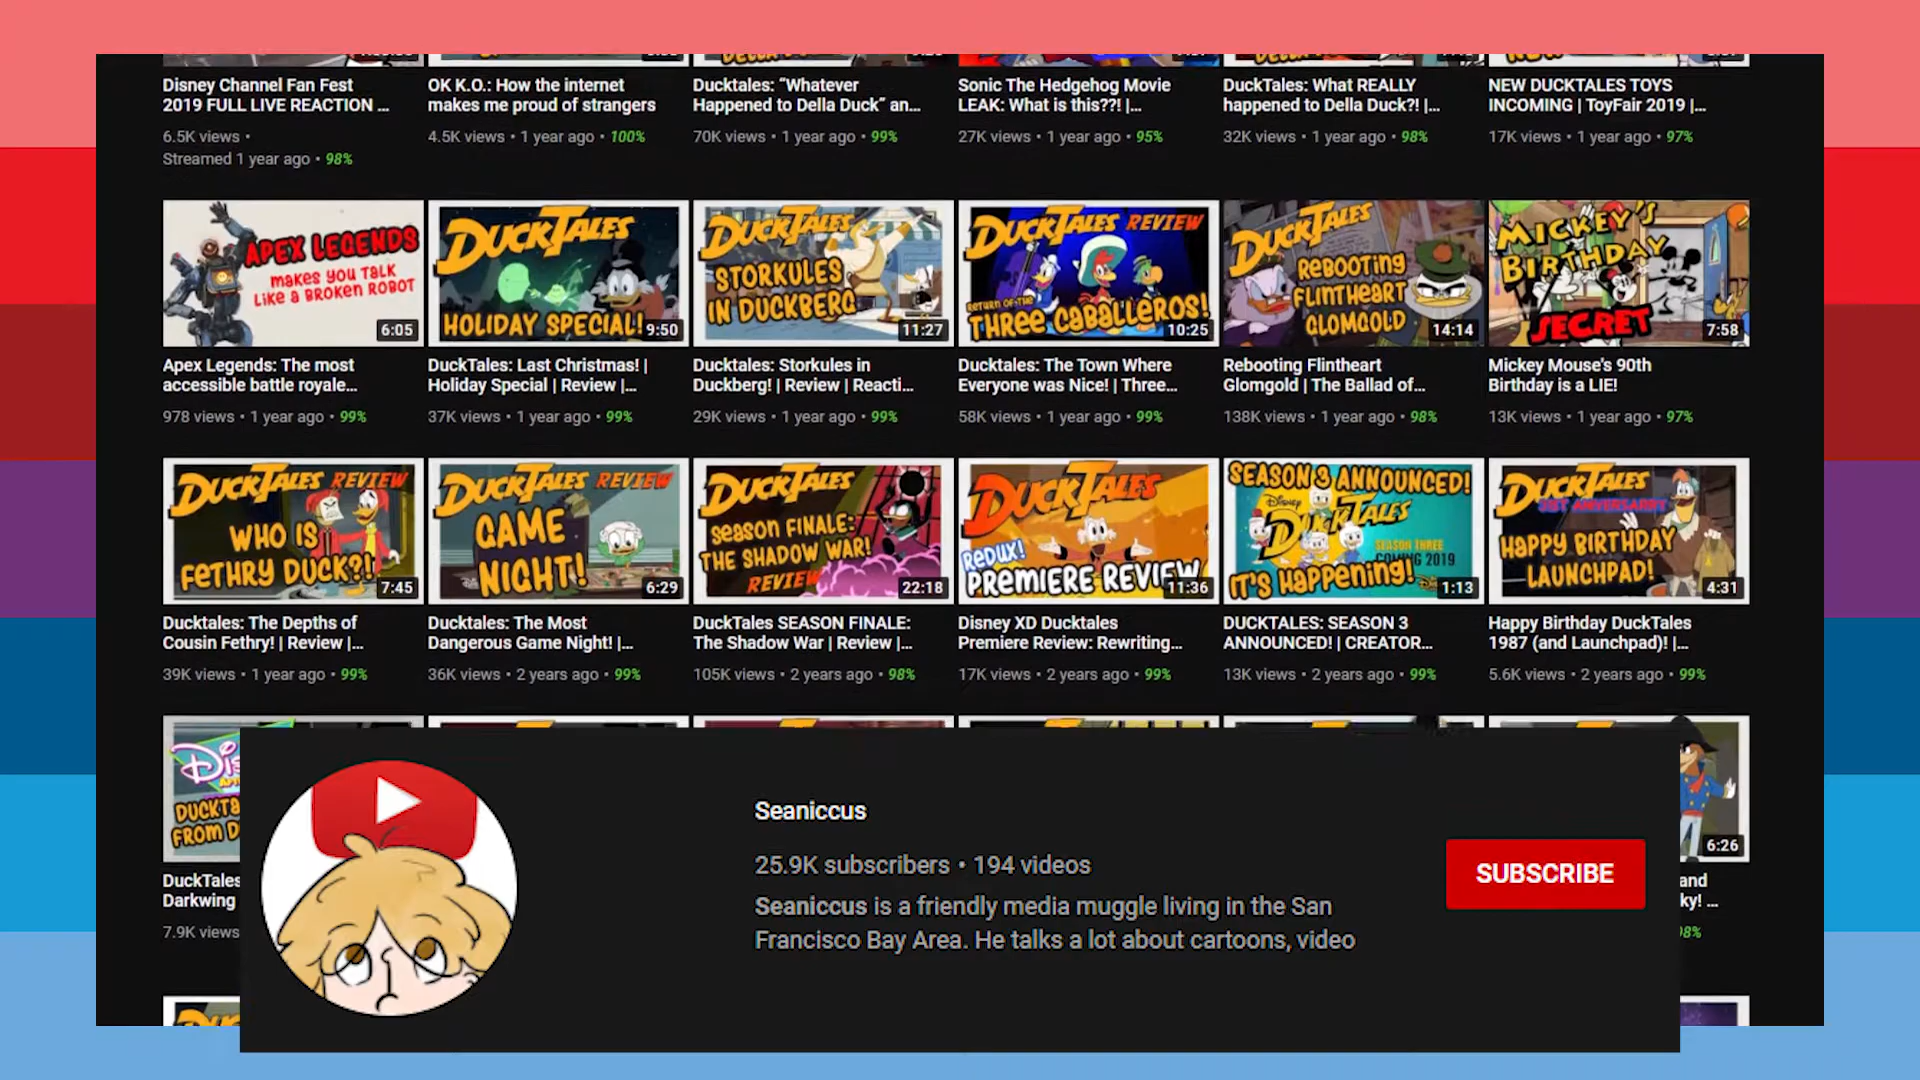 Disney Channel Fan Fest
2019 FULL LIVE REACTION ...
6.5K views •
Streamed 1 year ago • 98%
OK K.O.: How the internet
makes me proud of strangers
4.5K views • 1 year ago • 100%
Ducktales: “Whatever
Happened to Della Duck” an...
70K views • 1 year ago • 99%
Sonic The Hedgehog Movie
LEAK: What is this??! |...
27K views • 1 year ago • 95%
DuckTales: What REALLY
happened to Della Duck?! |...
32K views • 1 year ago • 98%
NEW DUCKTALES TOYS
INCOMING | ToyFair 2019 |...
17K views • 1 year ago • 97%
APEX LEGENDS
MAKES YOU TALK
LIKE A BROKEN ROBOT
6:05
Apex Legends: The most
accessible battle royale...
978 views • 1 year ago • 99%
DUCKTALES
HOLIDAY SPECIAL!
9:50
DuckTales: Last Christmas! |
Holiday Special | Review |...
37K views • 1 year ago • 99%
DUCKTALES
STORKULES
IN DUCKBERG
11:27
Ducktales: Storkules in
Duckberg! | Review | Reacti...
29K views • 1 year ago • 99%
DUCKTALES REVIEW
RETURN OF THE
THREE CABALLEROS!
10:25
Ducktales: The Town Where
Everyone was Nice! | Three...
58K views • 1 year ago • 99%
DUCKTALES
REBOOTING
FLINTHEART
GLOMGOLD
14:14
Rebooting Flintheart
Glomgold | The Ballad of...
138K views • 1 year ago • 98%
MICKEY'S
BIRTHDAY
SECRET
7:58
Mickey Mouse's 90th
Birthday is a LIE!
13K views • 1 year ago • 97%
DUCKTALES REVIEW
WHO IS
FETHRY DUCK?!
7:45
Ducktales: The Depths of
Cousin Fethry! | Review |...
39K views • 1 year ago • 99%
DUCKTALES REVIEW
GAME
NIGHT!
6:29
Ducktales: The Most
Dangerous Game Night! |...
36K views • 2 years ago • 99%
DUCKTALES
SEASON FINALE:
THE SHADOW WAR!
REVIEW
22:18
DuckTales SEASON FINALE:
The Shadow War | Review |...
105K views • 2 years ago • 98%
DUCKTALES
REDUX!
PREMIERE REVIEW
11:36
Disney XD Ducktales
Premiere Review: Rewriting...
17K views • 2 years ago • 99%
SEASON 3 ANNOUNCED!
Disney
DUCKTALES
SEASON THREE
COMING 2019
IT'S HAPPENING!
1:13
DUCKTALES: SEASON 3
ANNOUNCED! | CREATOR...
13K views • 2 years ago • 99%
DUCKTALES
31ST ANIVERSARRY
HAPPY BIRTHDAY
LAUNCHPAD!
4:31
Happy Birthday DuckTales
1987 (and Launchpad)! |...
5.6K views • 2 years ago • 99%
DUCKTA
FROM D
DuckTales
Darkwing
7.9K views
6:26
and
ky! ...
98%
Seaniccus
25.9K subscribers • 194 videos
Seaniccus is a friendly media muggle living in the San
Francisco Bay Area. He talks a lot about cartoons, video
SUBSCRIBE